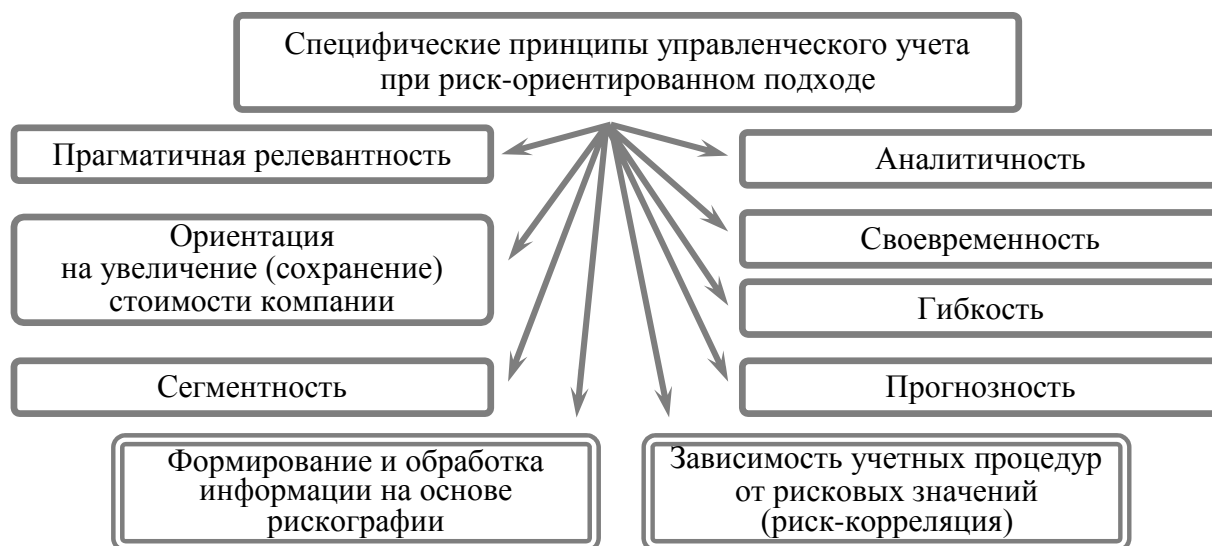 Специфические принципы управленческого учета
при риск-ориентированном подходе
Прагматичная релевантность
Ориентация
на увеличение (сохранение)
стоимости компании
Сегментность
Аналитичность
Своевременность
Гибкость
Прогнозность
Формирование и обработка
информации на основе
рискографии
Зависимость учетных процедур
от рисковых значений
(риск-корреляция)